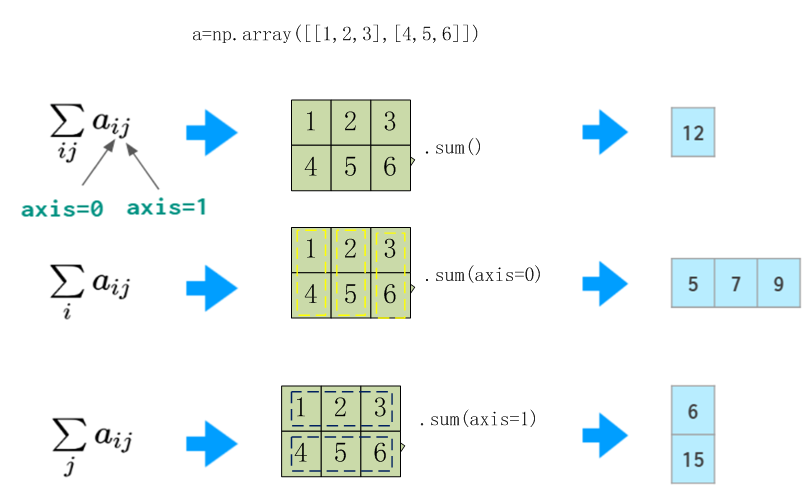 a=np.array([[1,2,3],[4,5,6]])
∑ij aij
1 2 3
4 5 6
.sum()
12
axis=0 axis=1
∑i aij
1 2 3
4 5 6
.sum(axis=0)
5 7 9
∑j aij
1 2 3
4 5 6
.sum(axis=1)
6
15